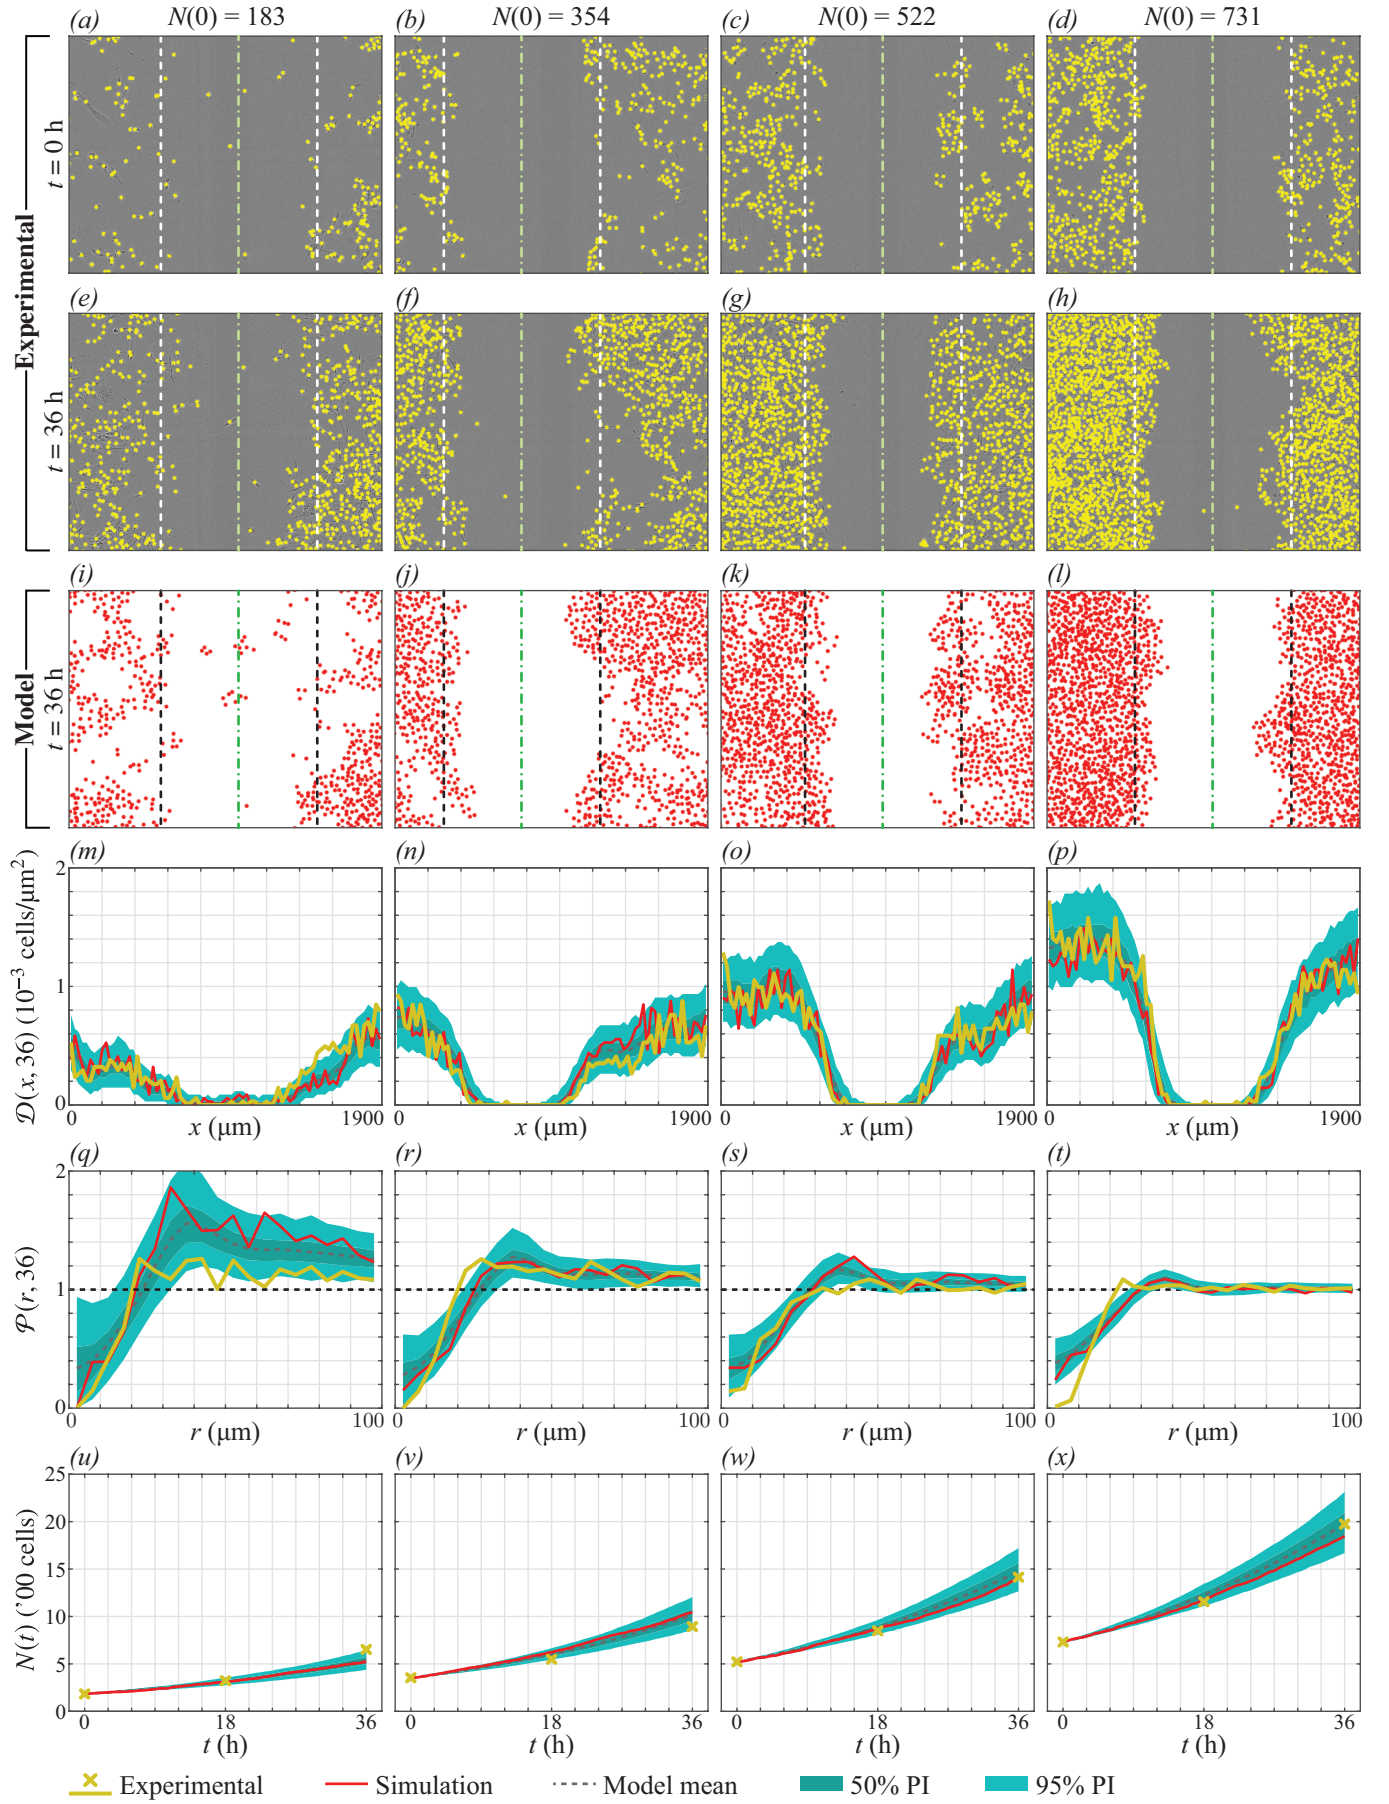 (a) N(0) = 183 (b) N(0) = 354 (c) N(0) = 522 (d) N(0) = 731
Experimental
t = 0 h
(e) (f) (g) (h)
t = 36 h
(i) (j) (k) (l)
Model
t = 36 h
(m) (n) (o) (p)
𝒟(x, 36) (10⁻³ cells/μm²)
2
1
0
0 x (μm) 1900 0 x (μm) 1900 0 x (μm) 1900 0 x (μm) 1900
(q) (r) (s) (t)
𝒫(r, 36)
2
1
0
0 r (μm) 100 0 r (μm) 100 0 r (μm) 100 0 r (μm) 100
(u) (v) (w) (x)
N(t) (’00 cells)
25
20
15
10
5
0
0 18 36 0 18 36 0 18 36 0 18 36
t (h) t (h) t (h) t (h)
Experimental Simulation Model mean 50% PI 95% PI